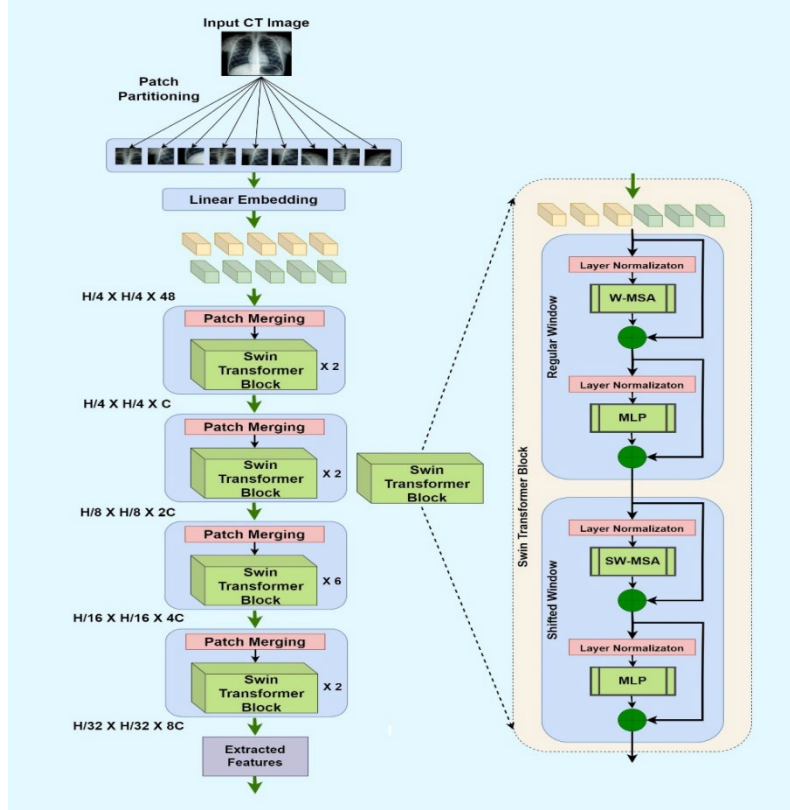 Input CT Image
Patch
Partitioning
Linear Embedding
H/4 X H/4 X 48
Patch Merging
Swin
Transformer
Block
X 2
H/4 X H/4 X C
Patch Merging
Swin
Transformer
Block
X 2
H/8 X H/8 X 2C
Patch Merging
Swin
Transformer
Block
X 6
H/16 X H/16 X 4C
Patch Merging
Swin
Transformer
Block
X 2
H/32 X H/32 X 8C
Extracted
Features
Swin
Transformer
Block
Swin Transformer Block
Regular Window
Layer Normalizaton
W-MSA
Layer Normalizaton
MLP
Shifted Window
Layer Normalizaton
SW-MSA
Layer Normalizaton
MLP